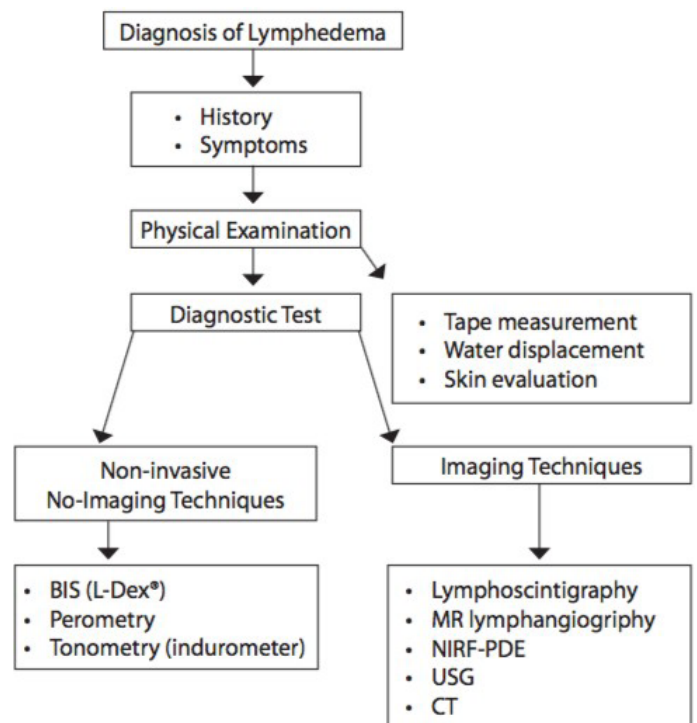 Diagnosis of Lymphedema
• History
• Symptoms
Physical Examination
Diagnostic Test
• Tape measurement
• Water displacement
• Skin evaluation
Non-invasive
No-Imaging Techniques
Imaging Techniques
• BIS (L-Dex®)
• Perometry
• Tonometry (indurometer)
• Lymphoscintigraphy
• MR lymphangiogriphy
• NIRF-PDE
• USG
• CT